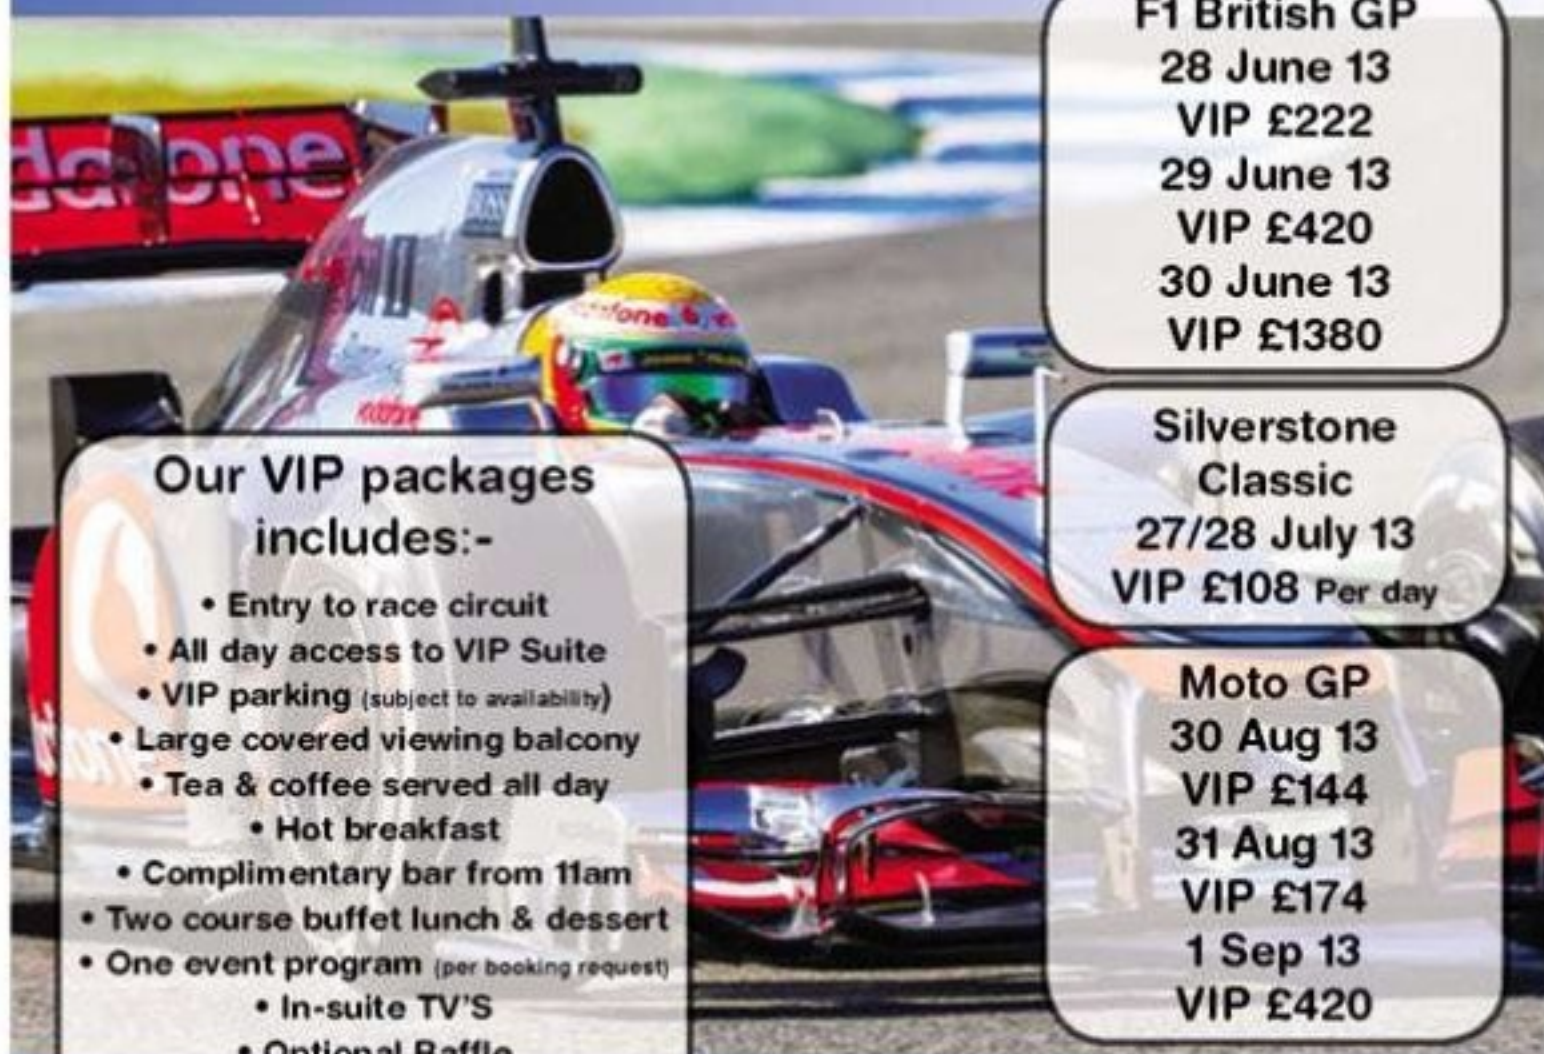 F1 British GP
28 June 13
VIP £222
29 June 13
VIP £420
30 June 13
VIP £1380
Silverstone
Classic
27/28 July 13
VIP £108 Per day
Moto GP
30 Aug 13
VIP £144
31 Aug 13
VIP £174
1 Sep 13
VIP £420
Our VIP packages
includes:-
• Entry to race circuit
• All day access to VIP Suite
• VIP parking (subject to availability)
• Large covered viewing balcony
• Tea & coffee served all day
• Hot breakfast
• Complimentary bar from 11am
• Two course buffet lunch & dessert
• One event program (per booking request)
• In-suite TV'S
• Optional Raffle